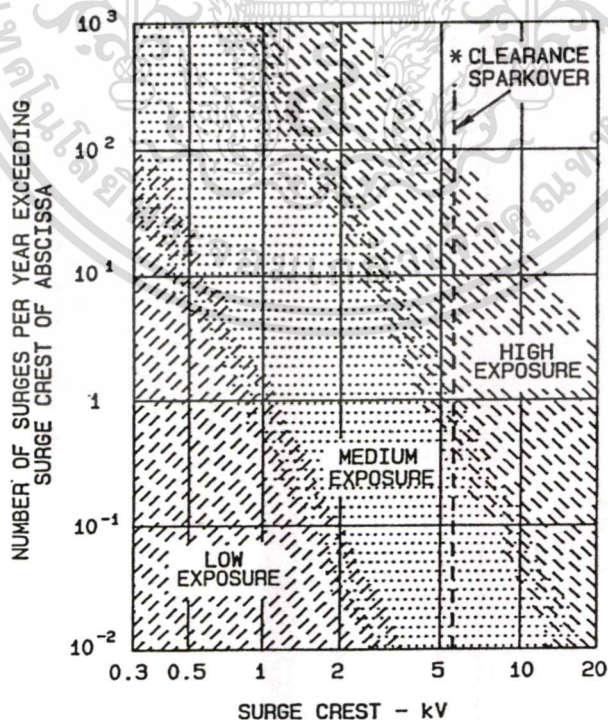 NUMBER OF SURGES PER YEAR EXCEEDING
SURGE CREST OF ABSCISSA
10³
10²
10¹
1
10⁻¹
10⁻²
* CLEARANCE
SPARKOVER
HIGH
EXPOSURE
MEDIUM
EXPOSURE
LOW
EXPOSURE
0.3 0.5 1 2 5 10 20
SURGE CREST - kV